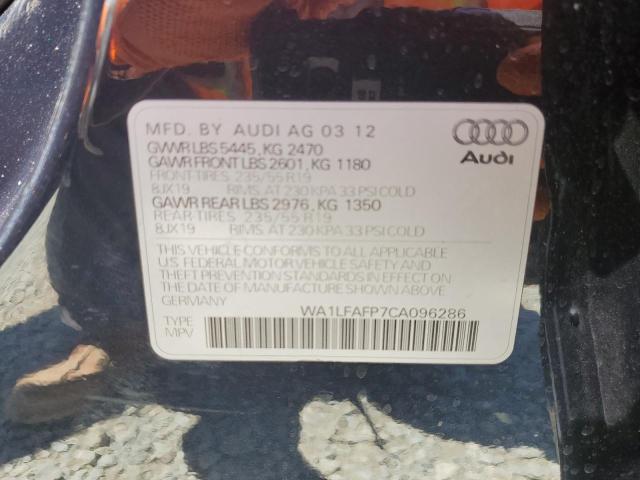 MFD. BY AUDI AG 03 12
GVWR LBS 5445, KG 2470
GAWR FRONT LBS 2601, KG 1180
FRONT TIRES 235/55 R19
8JX19 RIMS AT 230 KPA 33 PSI COLD
GAWR REAR LBS 2976, KG 1350
REAR TIRES 235/55 R19
8JX19 RIMS AT 230 KPA 33 PSI COLD
Audi
THIS VEHICLE CONFORMS TO ALL APPLICABLE
U.S. FEDERAL MOTOR VEHICLE SAFETY AND
THEFT PREVENTION STANDARDS IN EFFECT ON
THE DATE OF MANUFACTURE SHOWN ABOVE.
GERMANY
WA1LFAFP7CA096286
TYPE
MPV